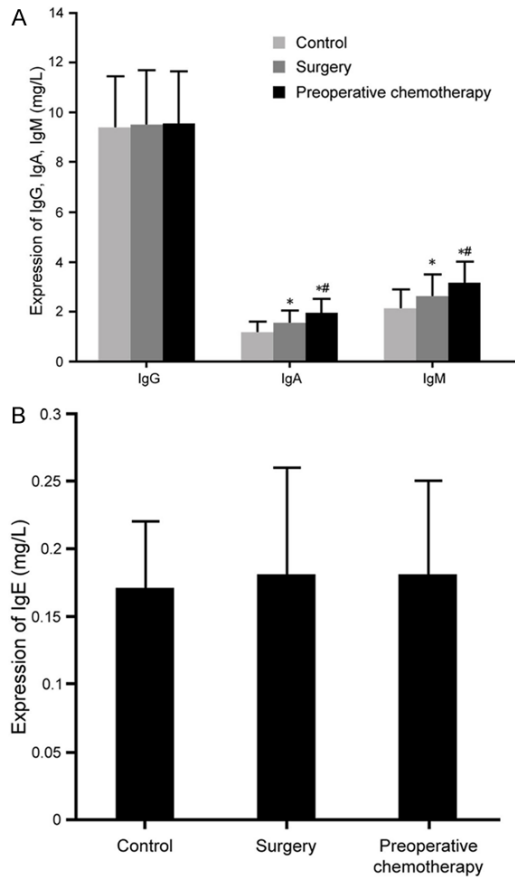 A
Expression of IgG, IgA, IgM (mg/L)
14
12
10
8
6
4
2
0
Control
Surgery
Preoperative chemotherapy
*
*#
*
*#
IgG
IgA
IgM
B
Expression of IgE (mg/L)
0.3
0.25
0.2
0.15
0.1
0.05
0
Control
Surgery
Preoperative
chemotherapy